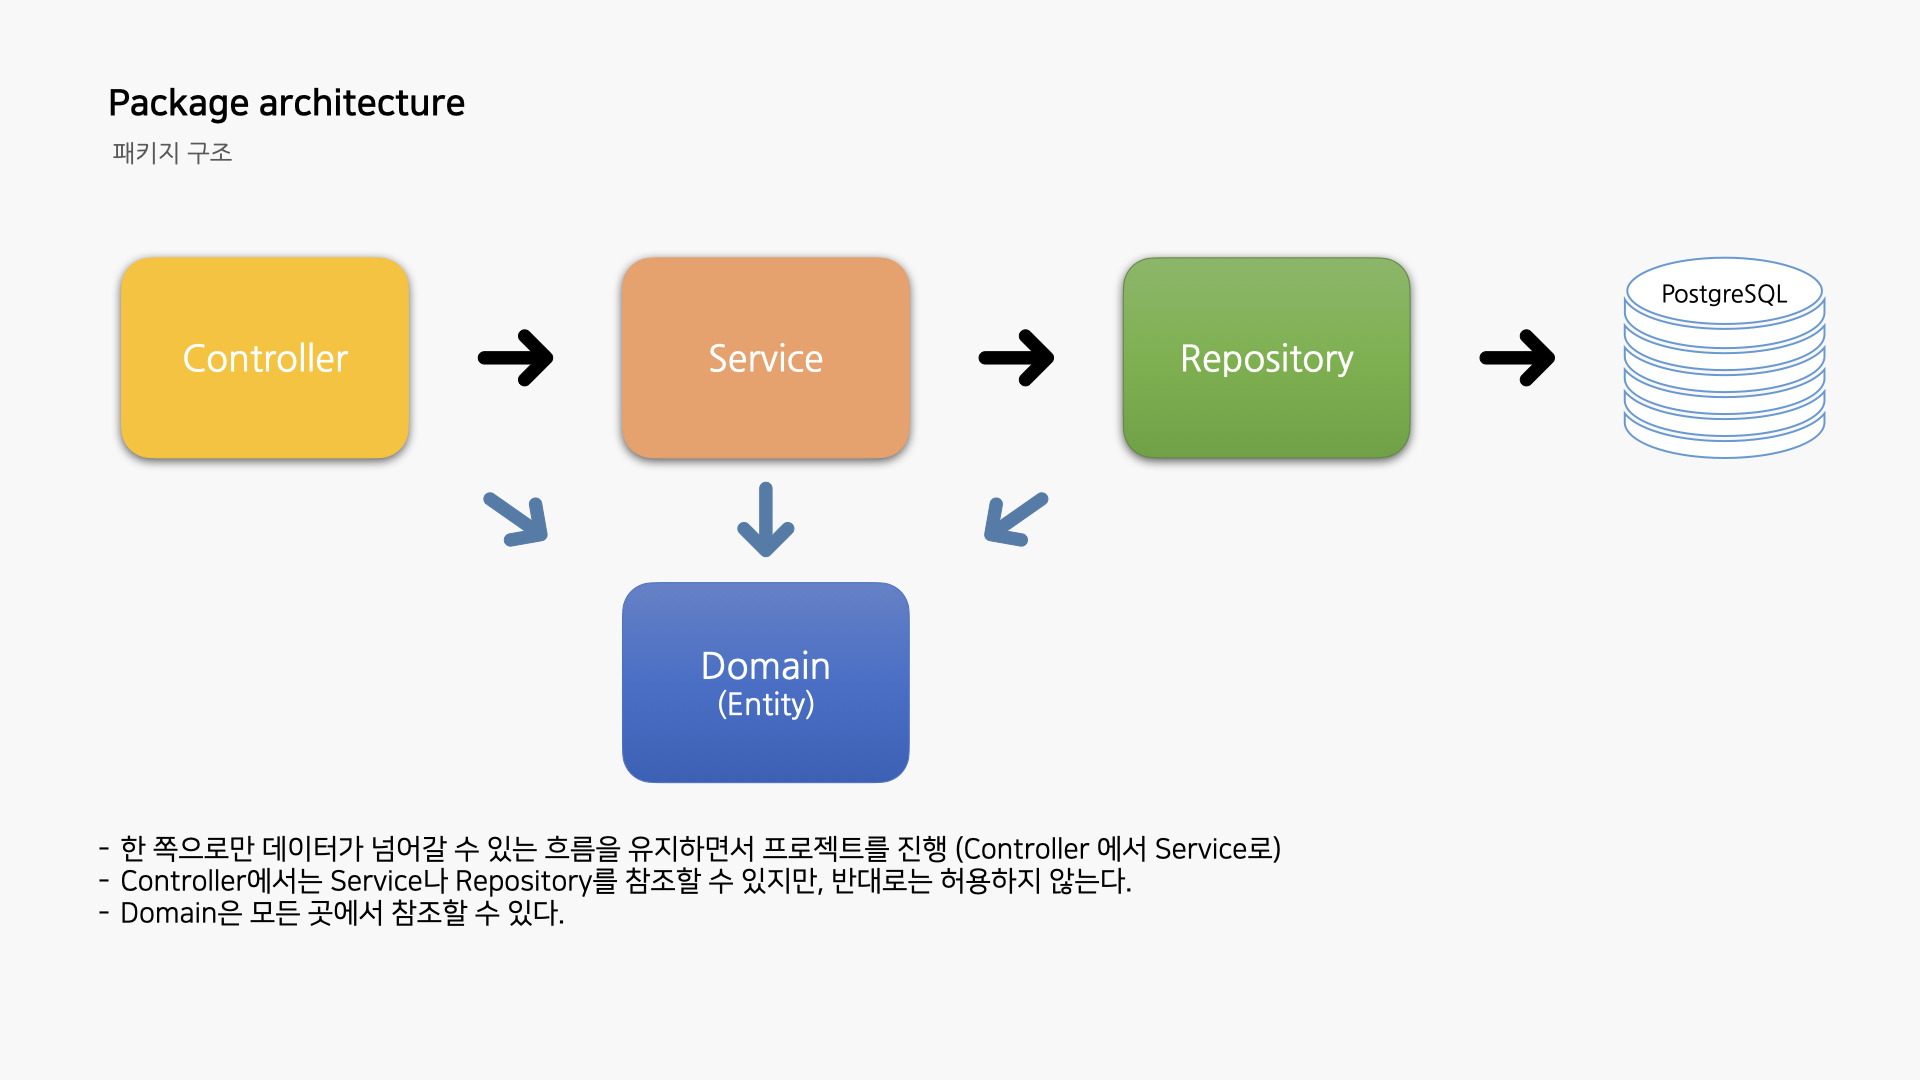 Package architecture
패키지 구조
Controller
Service
Repository
PostgreSQL
Domain
(Entity)
- 한 쪽으로만 데이터가 넘어갈 수 있는 흐름을 유지하면서 프로젝트를 진행 (Controller 에서 Service로)
- Controller에서는 Service나 Repository를 참조할 수 있지만, 반대로는 허용하지 않는다.
- Domain은 모든 곳에서 참조할 수 있다.